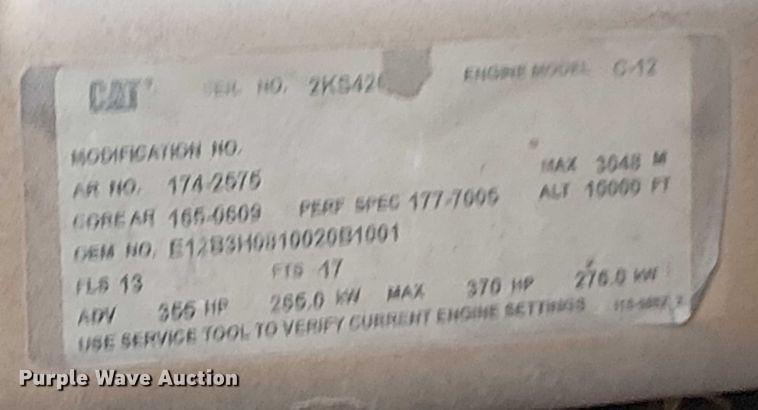 CAT SER. NO. 2KS42 ENGINE MODEL C-12
MODIFICATION NO.
AR NO. 174-2575 MAX 3048 M
CORE AR 165-0609 PERF SPEC 177-7005 ALT 10000 FT
OEM NO. E12B3H0810020B1001
FLS 13 FTS 17
ADV 355 HP 265.0 kW MAX 370 HP 276.0 kW
USE SERVICE TOOL TO VERIFY CURRENT ENGINE SETTINGS
Purple Wave Auction